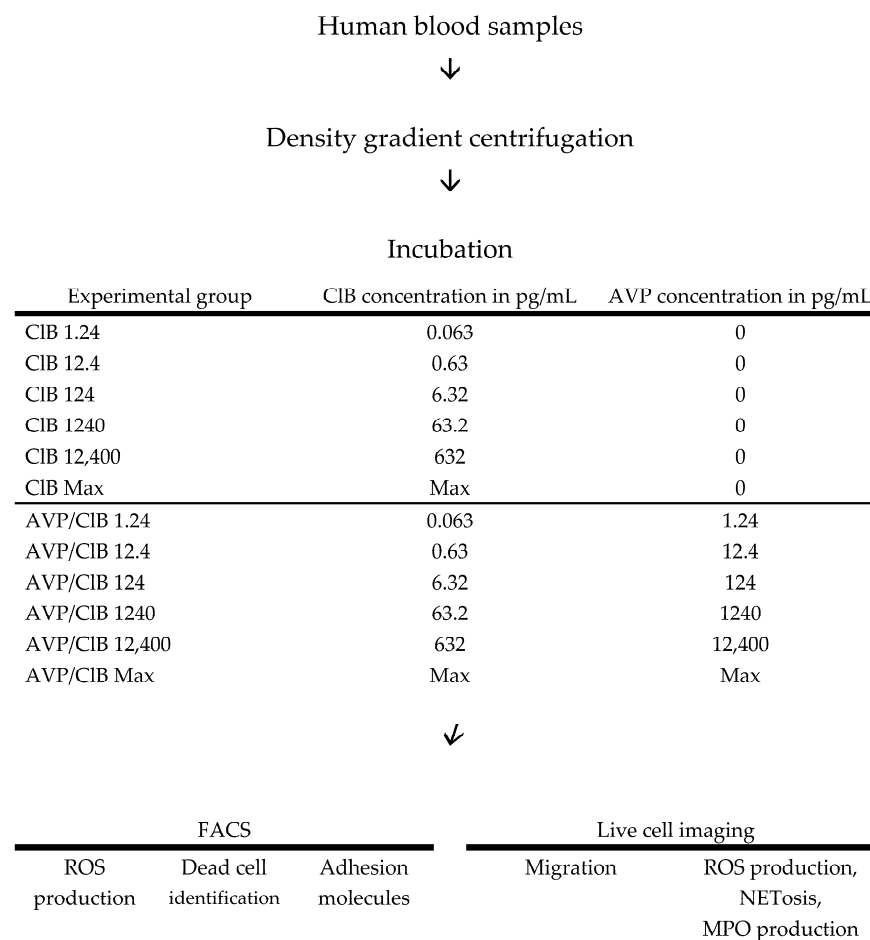 Human blood samples
↓
Density gradient centrifugation
↓
Incubation
Experimental group ClB concentration in pg/mL AVP concentration in pg/mL
ClB 1.24 0.063 0
ClB 12.4 0.63 0
ClB 124 6.32 0
ClB 1240 63.2 0
ClB 12,400 632 0
ClB Max Max 0
AVP/ClB 1.24 0.063 1.24
AVP/ClB 12.4 0.63 12.4
AVP/ClB 124 6.32 124
AVP/ClB 1240 63.2 1240
AVP/ClB 12,400 632 12,400
AVP/ClB Max Max Max
↓
FACS Live cell imaging
ROS Dead cell Adhesion Migration ROS production,
production identification molecules NETosis,
MPO production